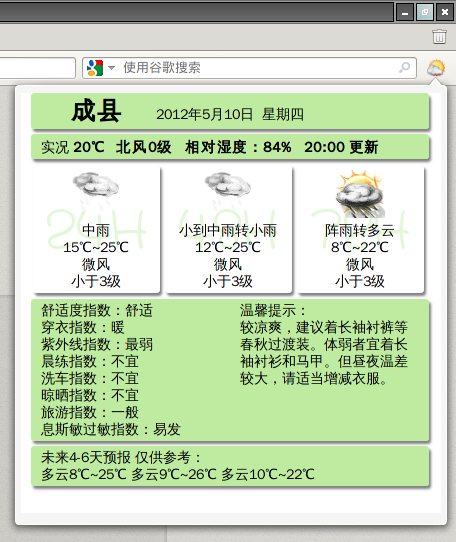 使用谷歌搜索
成县 2012年5月10日 星期四
实况 20℃ 北风0级 相对湿度：84% 20:00 更新
24H 48H 72H
中雨 小到中雨转小雨 阵雨转多云
15℃~25℃ 12℃~25℃ 8℃~22℃
微风 微风 微风
小于3级 小于3级 小于3级
舒适度指数：舒适
穿衣指数：暖
紫外线指数：最弱
晨练指数：不宜
洗车指数：不宜
晾晒指数：不宜
旅游指数：一般
息斯敏过敏指数：易发
温馨提示：
较凉爽，建议着长袖衬裤等
春秋过渡装。体弱者宜着长
袖衬衫和马甲。但昼夜温差
较大，请适当增减衣服。
未来4-6天预报 仅供参考：
多云8℃~25℃ 多云9℃~26℃ 多云10℃~22℃